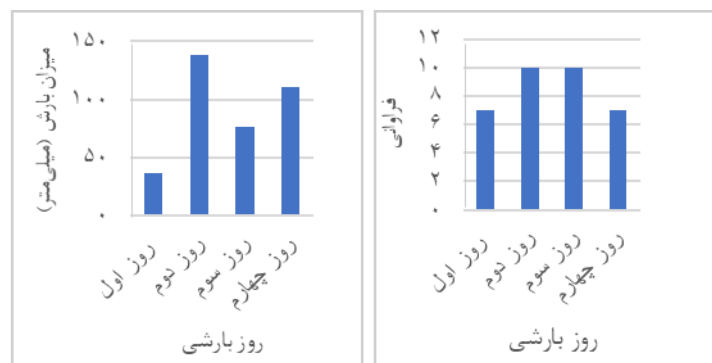 میزان بارش (میلی‌متر)
۱۵۰
۱۰۰
۵۰
۰
روز اول
روز دوم
روز سوم
روز چهارم
روز بارشی
فراوانی
۱۲
۱۰
۸
۶
۴
۲
۰
روز اول
روز دوم
روز سوم
روز چهارم
روز بارشی